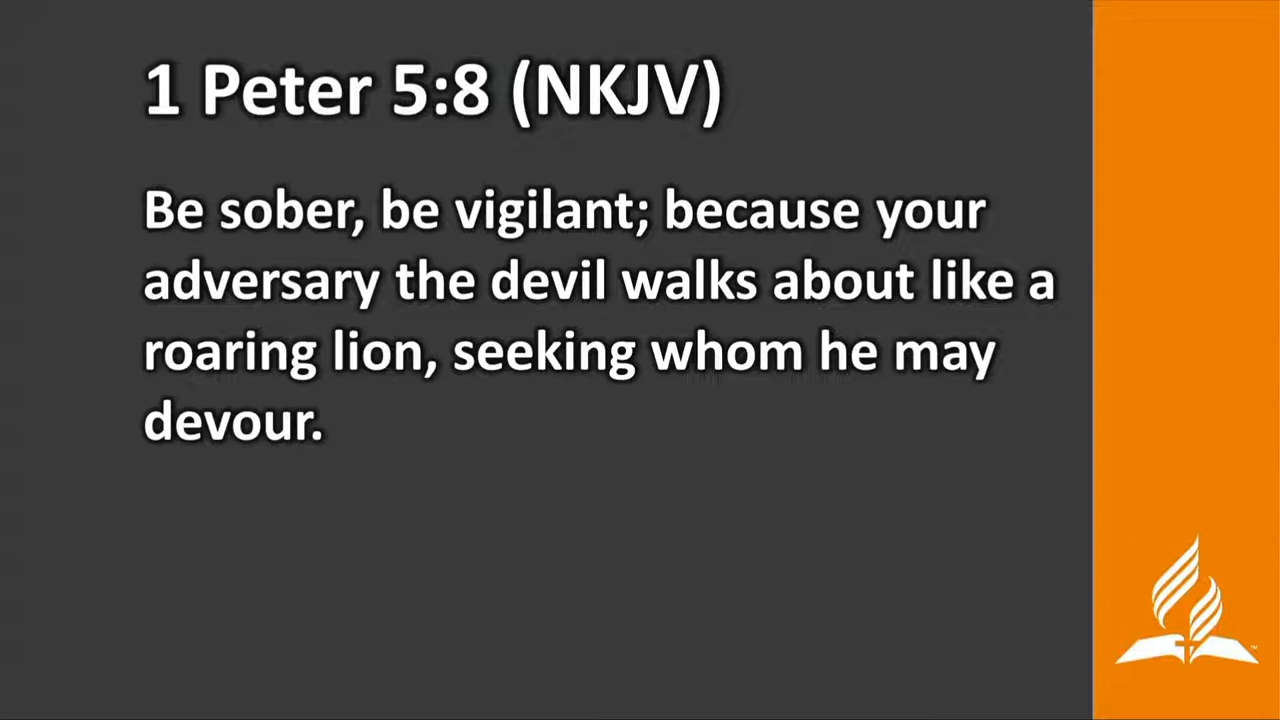 1 Peter 5:8 (NKJV)
Be sober, be vigilant; because your
adversary the devil walks about like a
roaring lion, seeking whom he may
devour.
™